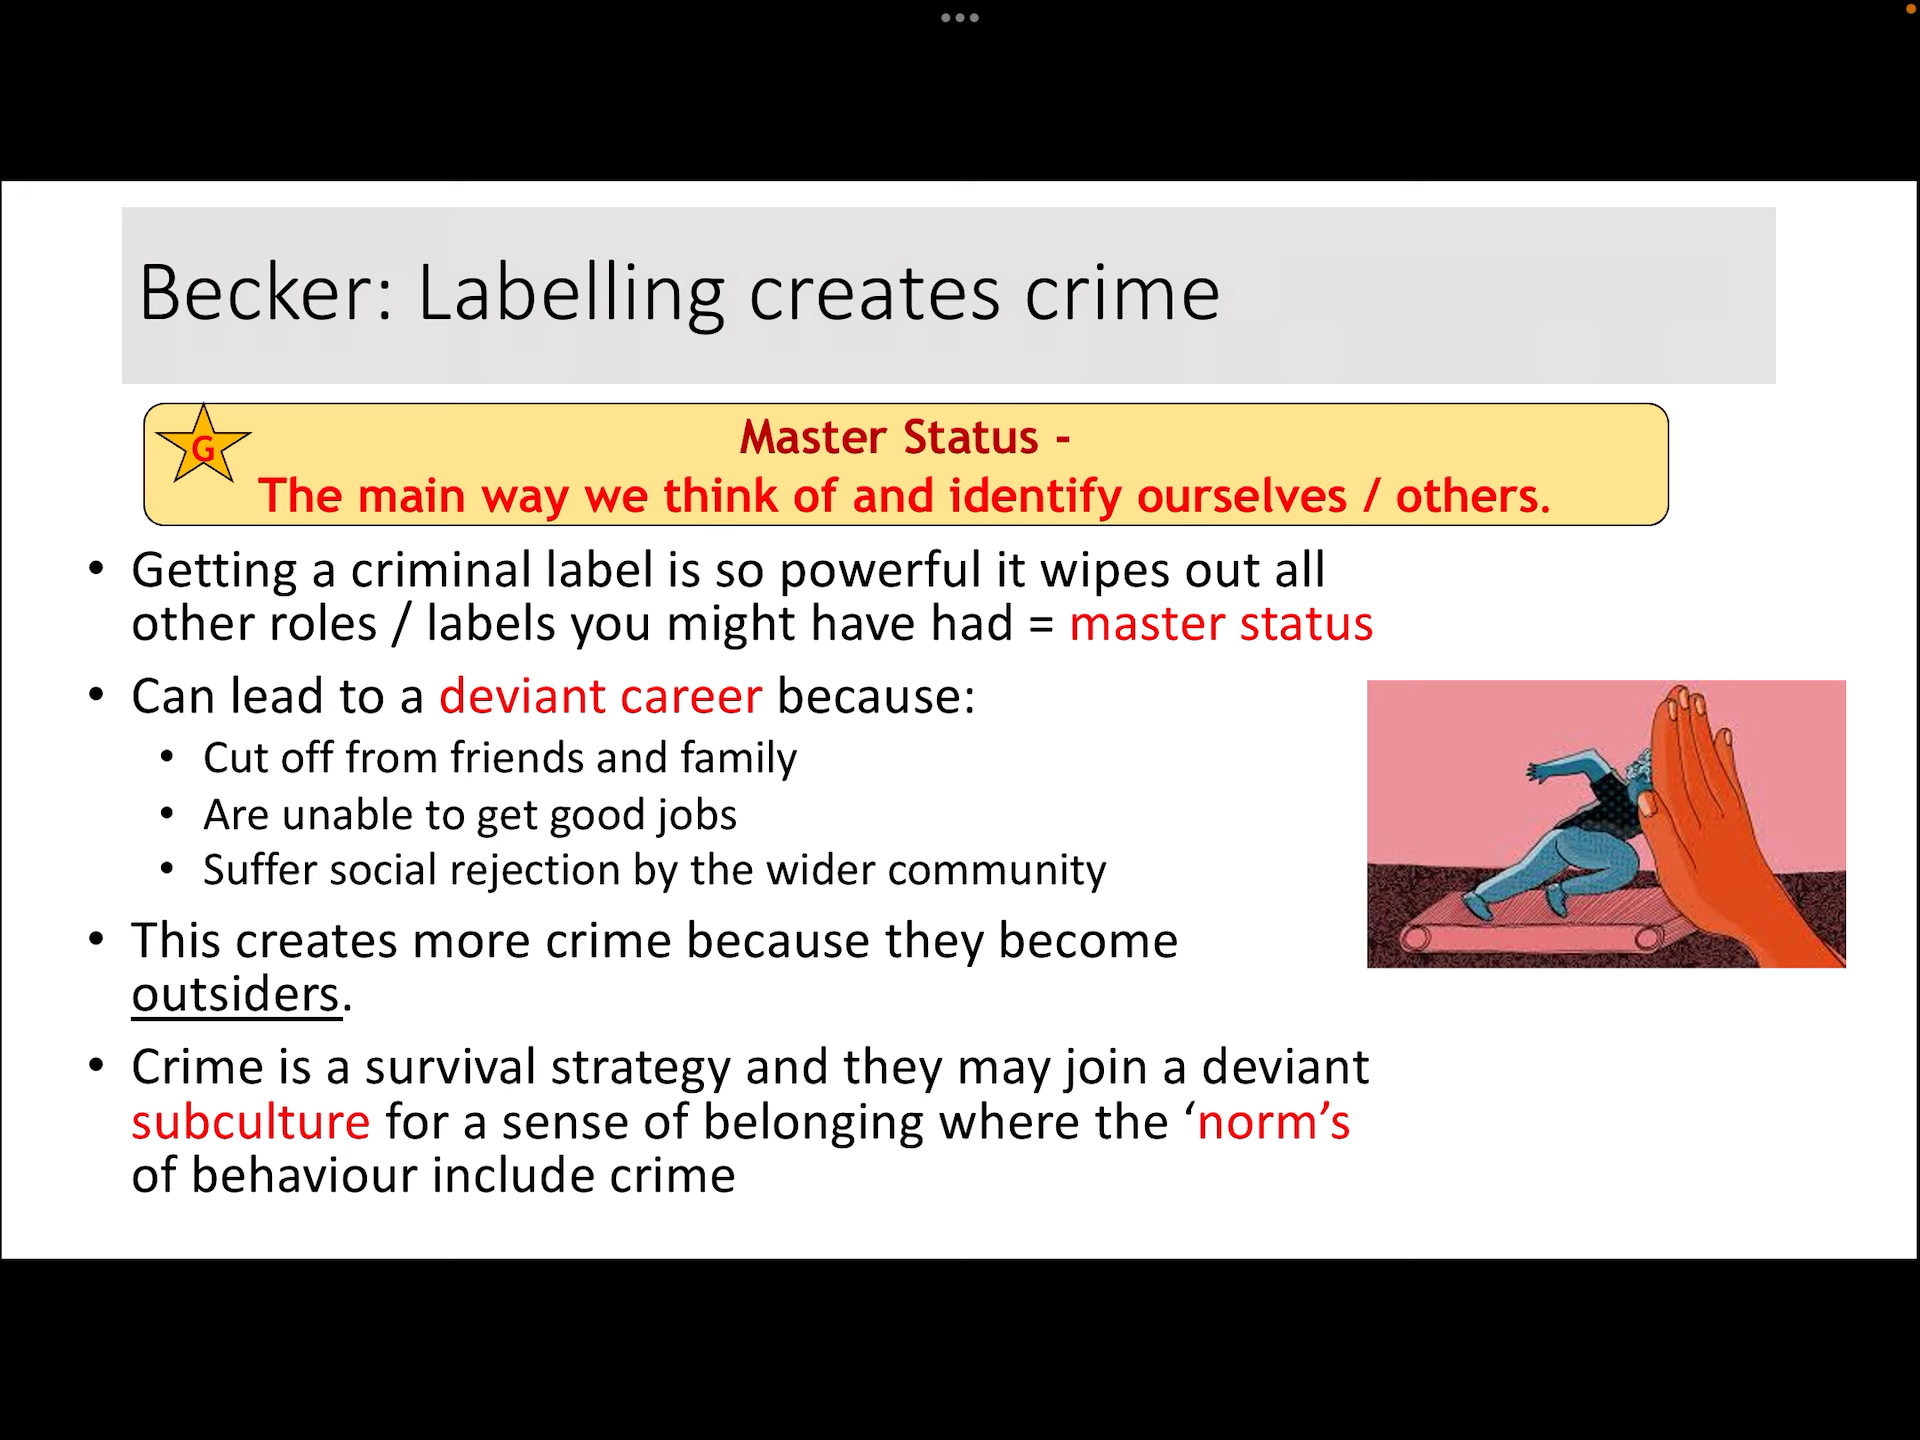 Becker: Labelling creates crime
G
Master Status -
The main way we think of and identify ourselves / others.
• Getting a criminal label is so powerful it wipes out all
other roles / labels you might have had = master status
• Can lead to a deviant career because:
• Cut off from friends and family
• Are unable to get good jobs
• Suffer social rejection by the wider community
• This creates more crime because they become
outsiders.
• Crime is a survival strategy and they may join a deviant
subculture for a sense of belonging where the ‘norm’s
of behaviour include crime